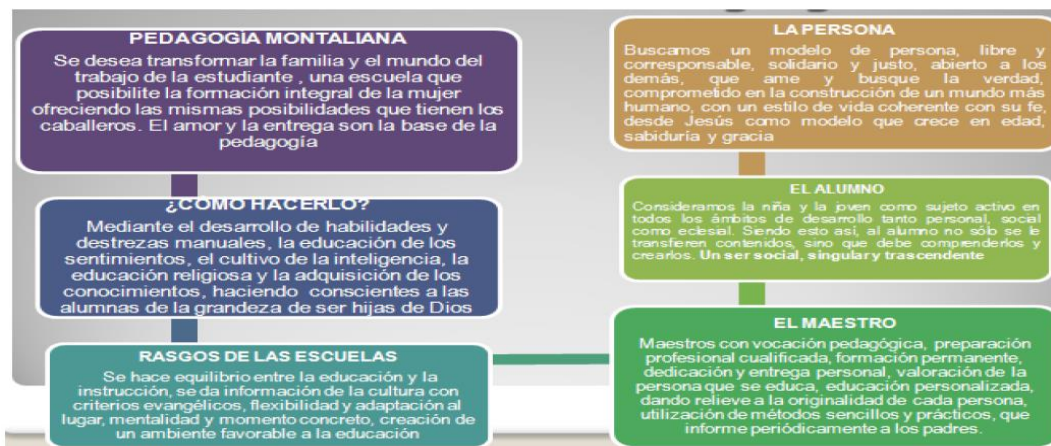 PEDAGOGÍA MONTALIANA
Se desea transformar la familia y el mundo del
trabajo de la estudiante , una escuela que
posibilite la formación integral de la mujer
ofreciendo las mismas posibilidades que tienen los
caballeros. El amor y la entrega son la base de la
pedagogía
¿CÓMO HACERLO?
Mediante el desarrollo de habilidades y
destrezas manuales, la educación de los
sentimientos, el cultivo de la inteligencia, la
educación religiosa y la adquisición de los
conocimientos, haciendo conscientes a las
alumnas de la grandeza de ser hijas de Dios
RASGOS DE LAS ESCUELAS
Se hace equilibrio entre la educación y la
instrucción, se da información de la cultura con
criterios evangélicos, flexibilidad y adaptación al
lugar, mentalidad y momento concreto, creación de
un ambiente favorable a la educación
LA PERSONA
Buscamos un modelo de persona, libre y
corresponsable, solidario y justo, abierto a los
demás, que ame y busque la verdad,
comprometido en la construcción de un mundo más
humano, con un estilo de vida coherente con su fe,
desde Jesús como modelo que crece en edad,
sabiduría y gracia
EL ALUMNO
Consideramos la niña y la joven como sujeto activo en
todos los ámbitos de desarrollo tanto personal, social
como eclesial. Siendo esto así, al alumno no sólo se le
transfieren contenidos, sino que debe comprenderlos y
crearlos. Un ser social, singular y trascendente
EL MAESTRO
Maestros con vocación pedagógica, preparación
profesional cualificada, formación permanente,
dedicación y entrega personal, valoración de la
persona que se educa, educación personalizada,
dando relieve a la originalidad de cada persona,
utilización de métodos sencillos y prácticos, que
informe periódicamente a los padres.